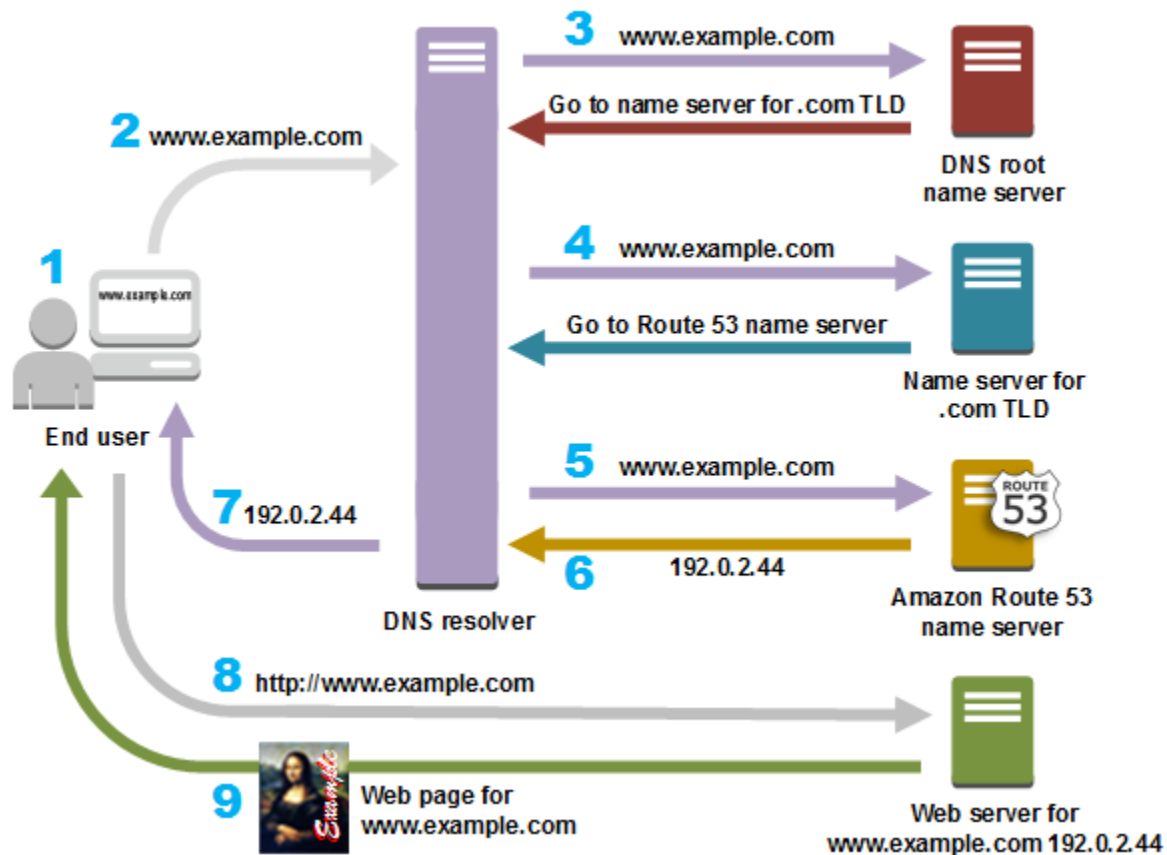 3 www.example.com
Go to name server for .com TLD
DNS root
name server
2 www.example.com
1
www.example.com
End user
4 www.example.com
Go to Route 53 name server
Name server for
.com TLD
5 www.example.com
ROUTE
53
6 192.0.2.44
Amazon Route 53
name server
7 192.0.2.44
DNS resolver
8 http://www.example.com
9
Example
Web page for
www.example.com
Web server for
www.example.com 192.0.2.44